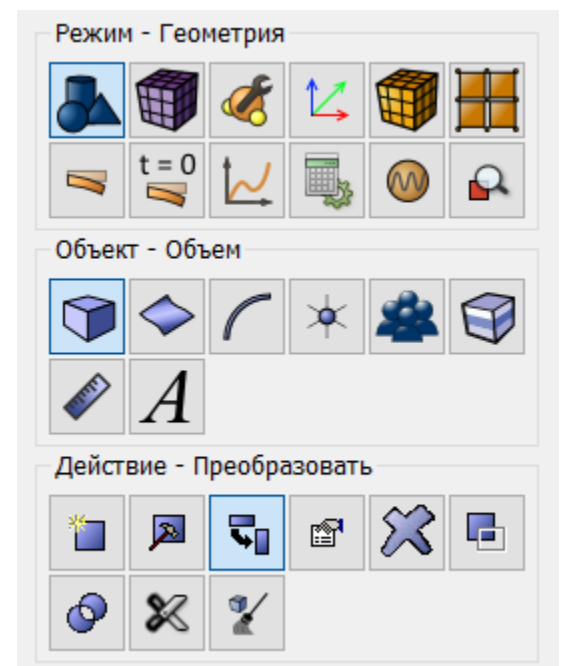 Режим - Геометрия
t = 0
Объект - Объем
A
Действие - Преобразовать